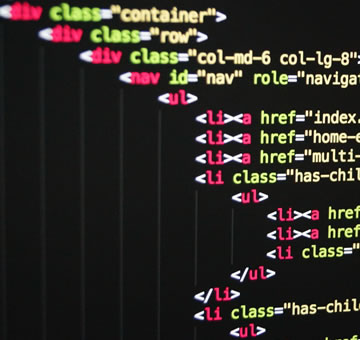 <div class="container">
<div class="row">
<div class="col-md-6 col-lg-8">
<nav id="nav" role="navigat
<ul>
<li><a href="index.
<li><a href="home-e
<li><a href="multi-
<li class="has-chil
<ul>
<li><a href
<li><a href
<li class="
</ul>
</li>
<li class="has-chil
<ul>
<li><a href